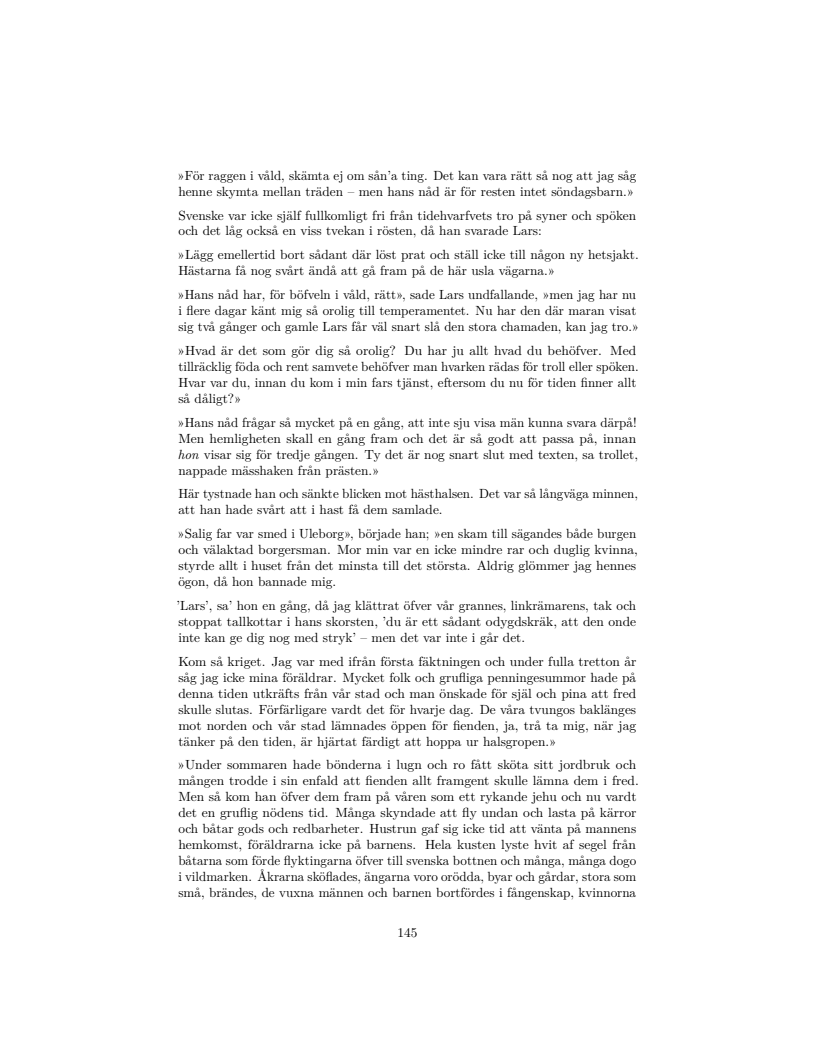 »För raggen i våld, skämta ej om sån'a ting. Det kan vara rätt så nog att jag såg
henne skymta mellan träden – men hans nåd är för resten intet söndagsbarn.»
Svenske var icke själf fullkomligt fri från tidehvarfvets tro på syner och spöken
och det låg också en viss tvekan i rösten, då han svarade Lars:
»Lägg emellertid bort sådant där löst prat och ställ icke till någon ny hetsjakt.
Hästarna få nog svårt ändå att gå fram på de här usla vägarna.»
»Hans nåd har, för böfveln i våld, rätt», sade Lars undfallande, »men jag har nu
i flere dagar känt mig så orolig till temperamentet. Nu har den där maran visat
sig två gånger och gamle Lars får väl snart slå den stora chamaden, kan jag tro.»
»Hvad är det som gör dig så orolig? Du har ju allt hvad du behöfver. Med
tillräcklig föda och rent samvete behöfver man hvarken rädas för troll eller spöken.
Hvar var du, innan du kom i min fars tjänst, eftersom du nu för tiden finner allt
så dåligt?»
»Hans nåd frågar så mycket på en gång, att inte sju visa män kunna svara därpå!
Men hemligheten skall en gång fram och det är så godt att passa på, innan
hon visar sig för tredje gången. Ty det är nog snart slut med texten, sa trollet,
nappade mässhaken från prästen.»
Här tystnade han och sänkte blicken mot hästhalsen. Det var så långväga minnen,
att han hade svårt att i hast få dem samlade.
»Salig far var smed i Uleborg», började han; »en skam till sägandes både burgen
och välaktad borgersman. Mor min var en icke mindre rar och duglig kvinna,
styrde allt i huset från det minsta till det största. Aldrig glömmer jag hennes
ögon, då hon bannade mig.
’Lars’, sa’ hon en gång, då jag klättrat öfver vår grannes, linkrämarens, tak och
stoppat tallkottar i hans skorsten, ’du är ett sådant odygdskräk, att den onde
inte kan ge dig nog med stryk’ – men det var inte i går det.
Kom så kriget. Jag var med ifrån första fäktningen och under fulla tretton år
såg jag icke mina föräldrar. Mycket folk och grufliga penningesummor hade på
denna tiden utkräfts från vår stad och man önskade för själ och pina att fred
skulle slutas. Förfärligare vardt det för hvarje dag. De våra tvungos baklänges
mot norden och vår stad lämnades öppen för fienden, ja, trå ta mig, när jag
tänker på den tiden, är hjärtat färdigt att hoppa ur halsgropen.»
»Under sommaren hade bönderna i lugn och ro fått sköta sitt jordbruk och
mången trodde i sin enfald att fienden allt framgent skulle lämna dem i fred.
Men så kom han öfver dem fram på våren som ett rykande jehu och nu vardt
det en gruflig nödens tid. Många skyndade att fly undan och lasta på kärror
och båtar gods och redbarheter. Hustrun gaf sig icke tid att vänta på mannens
hemkomst, föräldrarna icke på barnens. Hela kusten lyste hvit af segel från
båtarna som förde flyktingarna öfver till svenska bottnen och många, många dogo
i vildmarken. Åkrarna sköflades, ängarna voro orödda, byar och gårdar, stora som
små, brändes, de vuxna männen och barnen bortfördes i fångenskap, kvinnorna
145